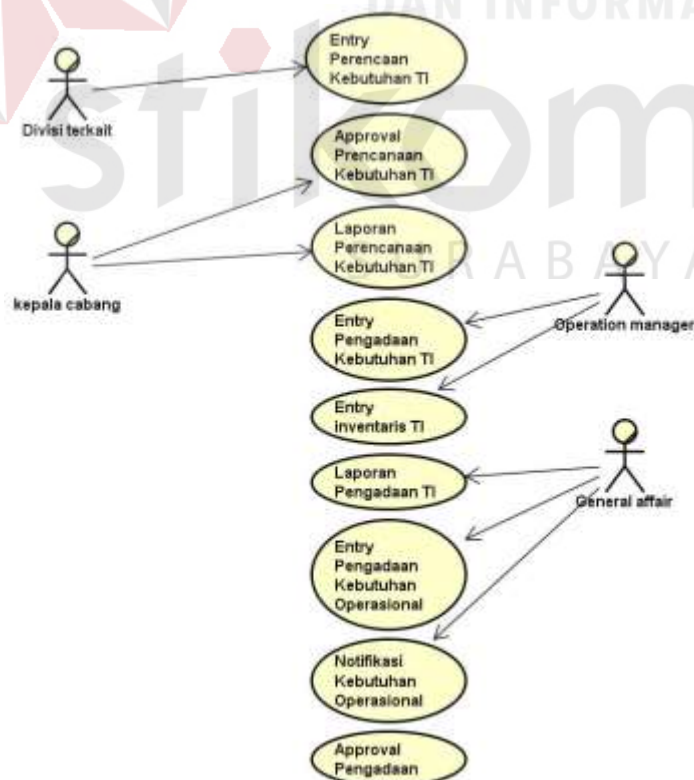 DAN INFORMA
stikom
SURABAYA
Entry
Perencaan
Kebutuhan TI
Divisi terkait
Approval
Prencanaan
Kebutuhan TI
kepala cabang
Laporan
Perencanaan
Kebutuhan TI
Operation manager
Entry
Pengadaan
Kebutuhan TI
Entry
inventaris TI
Laporan
Pengadaan TI
General affair
Entry
Pengadaan
Kebutuhan
Operasional
Notifikasi
Kebutuhan
Operasional
Approval
Pengadaan